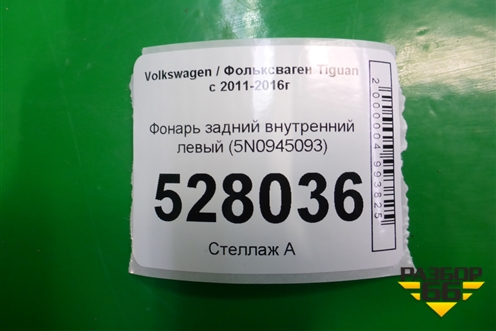 Volkswagen / Фольксваген Tiguan
с 2011-2016г
Фонарь задний внутренний
левый (5N0945093)
528036
Стеллаж А
2000004993825
РАЗБОР
66